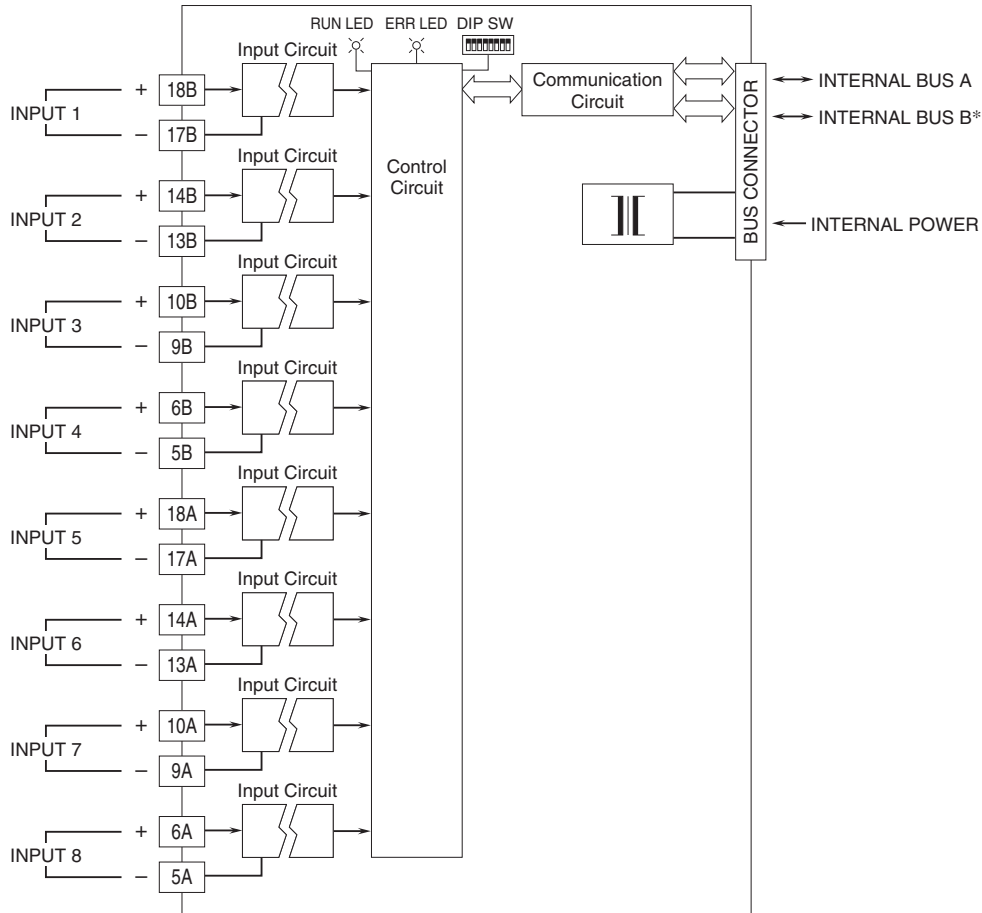 RUN LED ERR LED DIP SW
Input Circuit
INPUT 1
+ 18B
− 17B
Input Circuit
INPUT 2
+ 14B
− 13B
Input Circuit
INPUT 3
+ 10B
− 9B
Input Circuit
INPUT 4
+ 6B
− 5B
Input Circuit
INPUT 5
+ 18A
− 17A
Input Circuit
INPUT 6
+ 14A
− 13A
Input Circuit
INPUT 7
+ 10A
− 9A
Input Circuit
INPUT 8
+ 6A
− 5A
Control
Circuit
Communication
Circuit
BUS CONNECTOR
INTERNAL BUS A
INTERNAL BUS B*
INTERNAL POWER